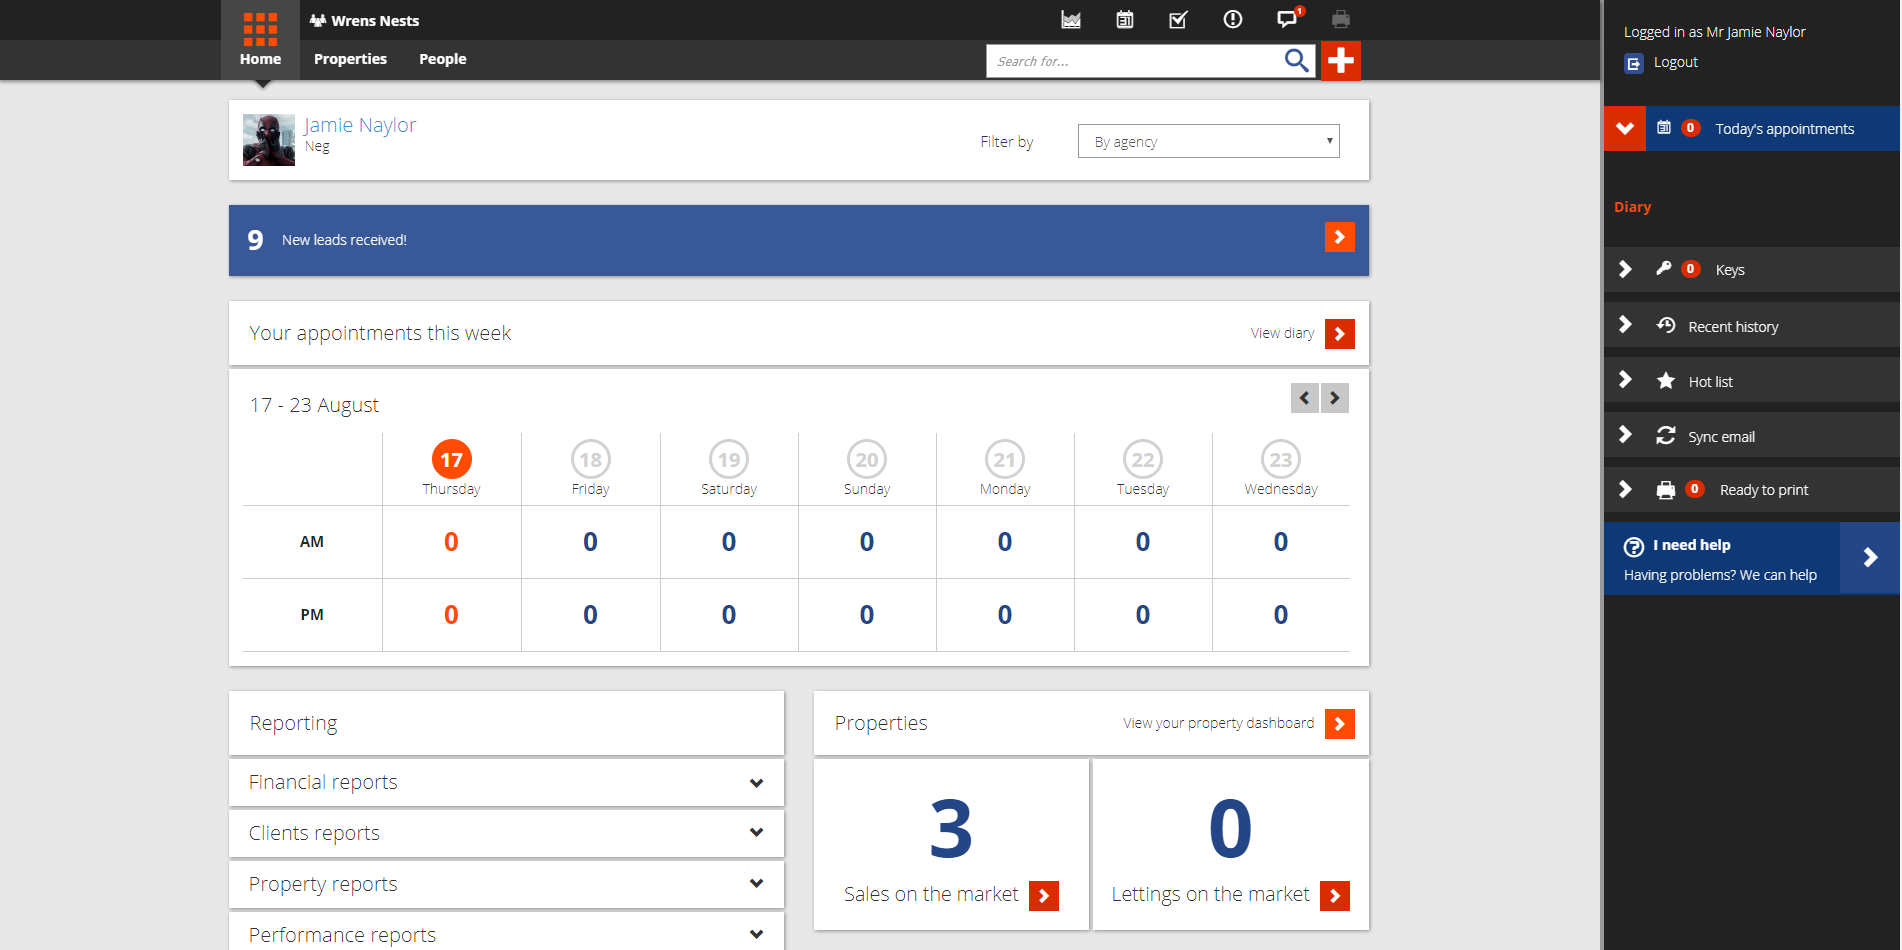 Wrens Nests
1
Home
Properties
People
Search for...
Jamie Naylor
Neg
Filter by
By agency
9 New leads received!
Your appointments this week
View diary
17 - 23 August
17 18 19 20 21 22 23
Thursday Friday Saturday Sunday Monday Tuesday Wednesday
AM 0 0 0 0 0 0 0
PM 0 0 0 0 0 0 0
Reporting
Financial reports
Clients reports
Property reports
Performance reports
Properties
View your property dashboard
3
Sales on the market
0
Lettings on the market
Logged in as Mr Jamie Naylor
Logout
31 0 Today's appointments
Diary
0 Keys
Recent history
Hot list
Sync email
0 Ready to print
I need help
Having problems? We can help